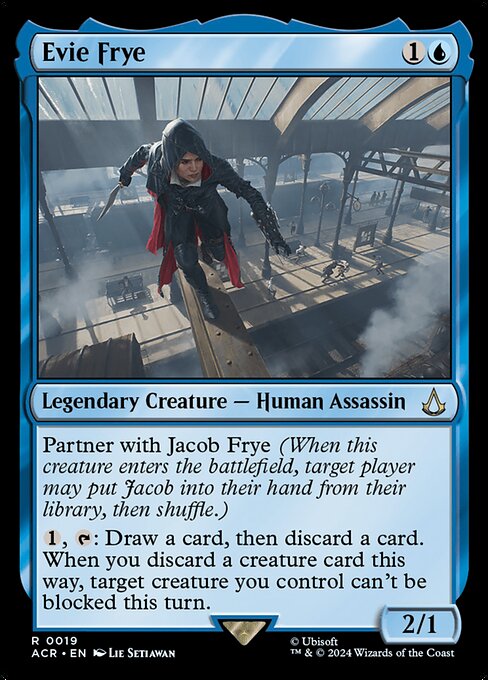 Evie Frye 1
Legendary Creature — Human Assassin
Partner with Jacob Frye (When this
creature enters the battlefield, target player
may put Jacob into their hand from their
library, then shuffle.)
1, : Draw a card, then discard a card.
When you discard a creature card this
way, target creature you control can't be
blocked this turn.
2/1
R 0019
ACR • EN Lie Setiawan
© Ubisoft
™ & © 2024 Wizards of the Coast